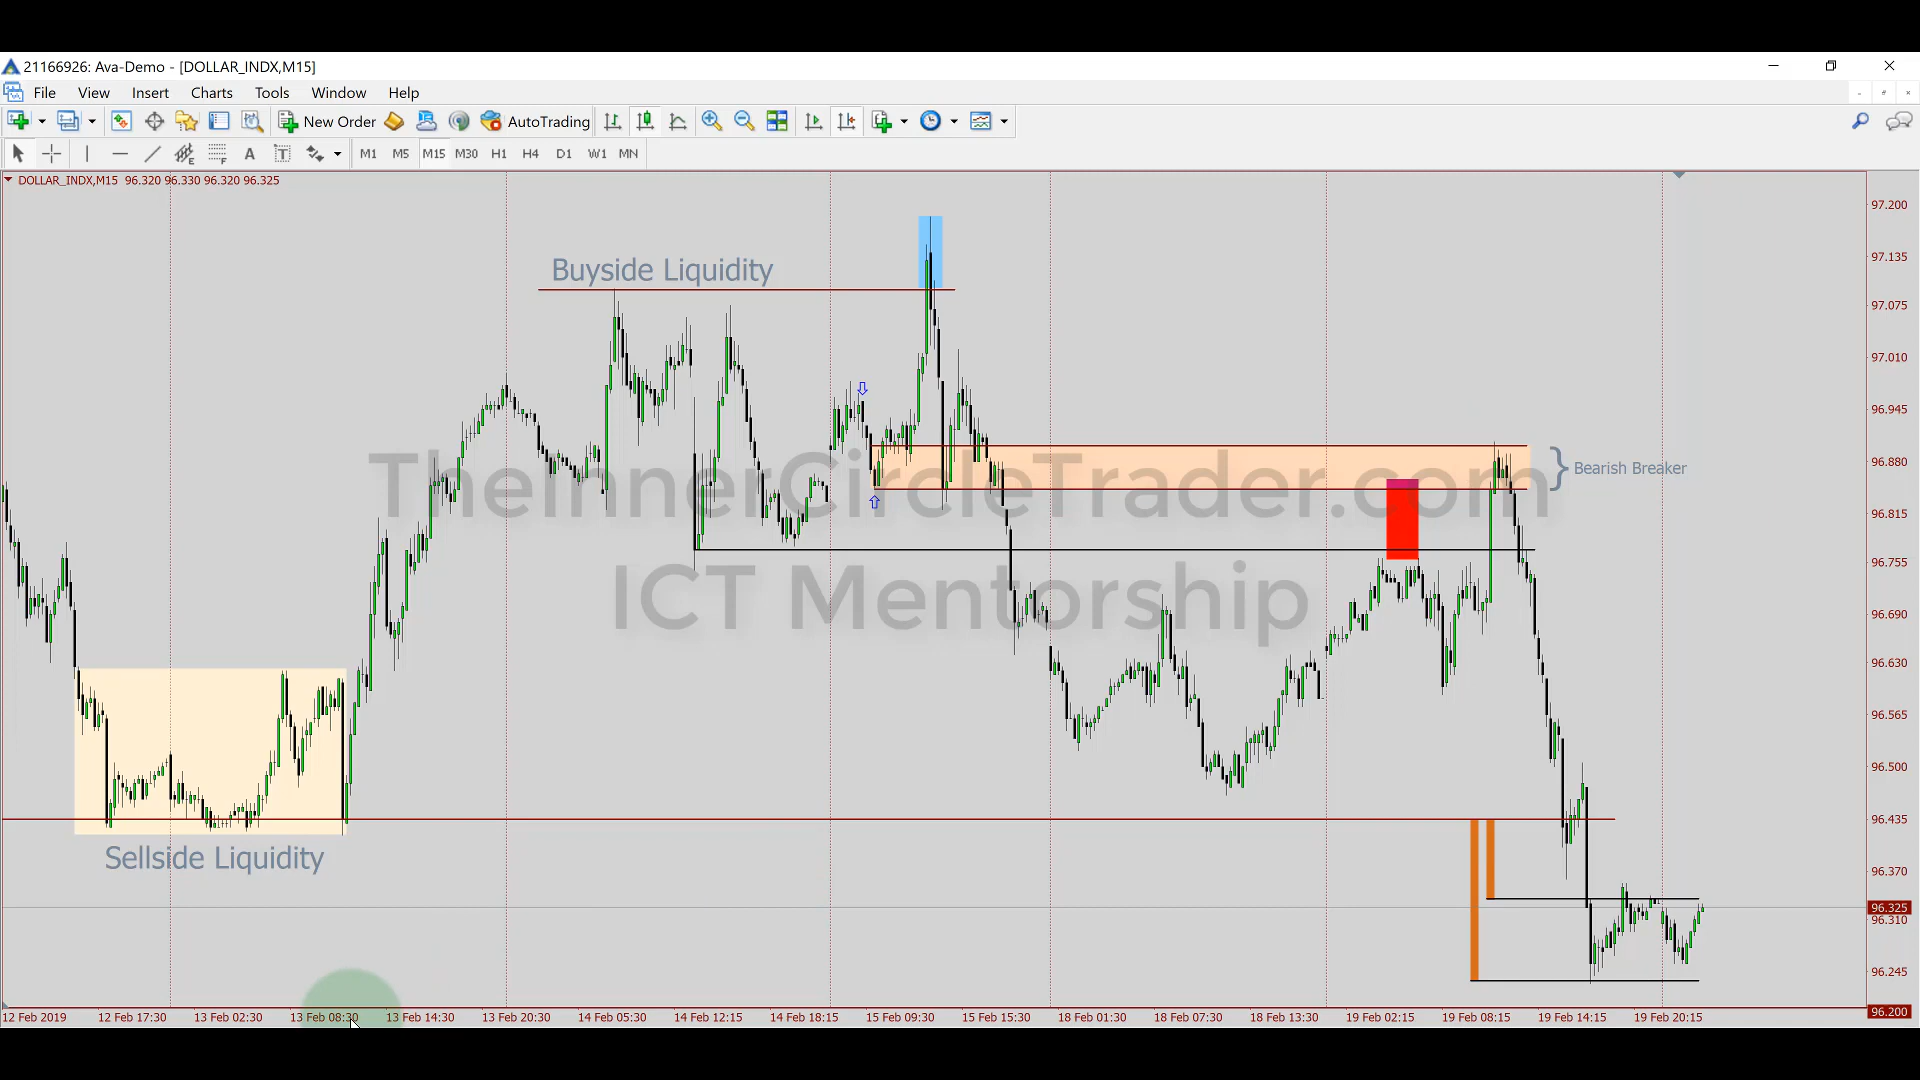 21166926: Ava-Demo - [DOLLAR_INDX,M15]
File View Insert Charts Tools Window Help
New Order AutoTrading
A T M1 M5 M15 M30 H1 H4 D1 W1 MN
DOLLAR_INDX,M15 96.320 96.330 96.320 96.325
97.200
97.135
97.075
97.010
96.945
96.880
96.815
96.755
96.690
96.630
96.565
96.500
96.435
96.370
96.325
96.310
96.245
96.200
Buyside Liquidity
Bearish Breaker
TheInnerCircleTrader.com
ICT Mentorship
Sellside Liquidity
12 Feb 2019 12 Feb 17:30 13 Feb 02:30 13 Feb 08:30 13 Feb 14:30 13 Feb 20:30 14 Feb 05:30 14 Feb 12:15 14 Feb 18:15 15 Feb 09:30 15 Feb 15:30 18 Feb 01:30 18 Feb 07:30 18 Feb 13:30 19 Feb 02:15 19 Feb 08:15 19 Feb 14:15 19 Feb 20:15